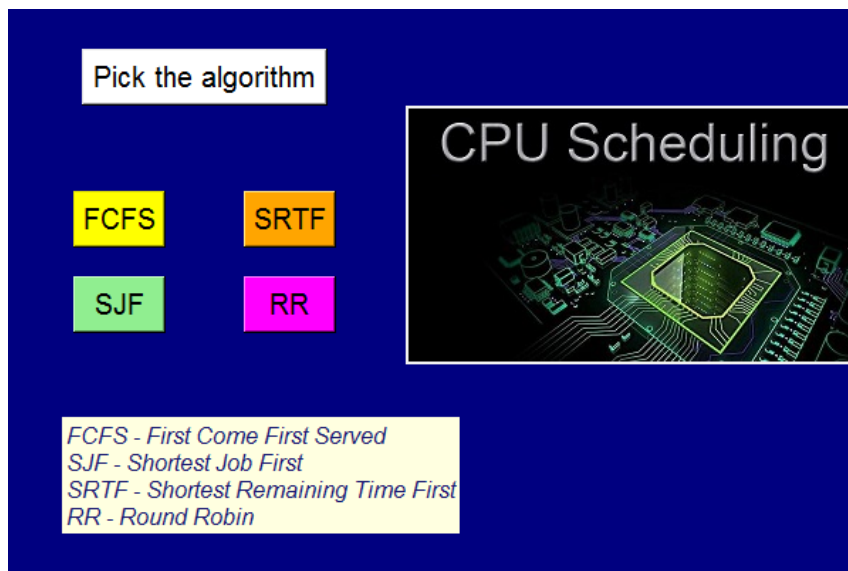 Pick the algorithm
CPU Scheduling
FCFS
SRTF
SJF
RR
FCFS - First Come First Served
SJF - Shortest Job First
SRTF - Shortest Remaining Time First
RR - Round Robin